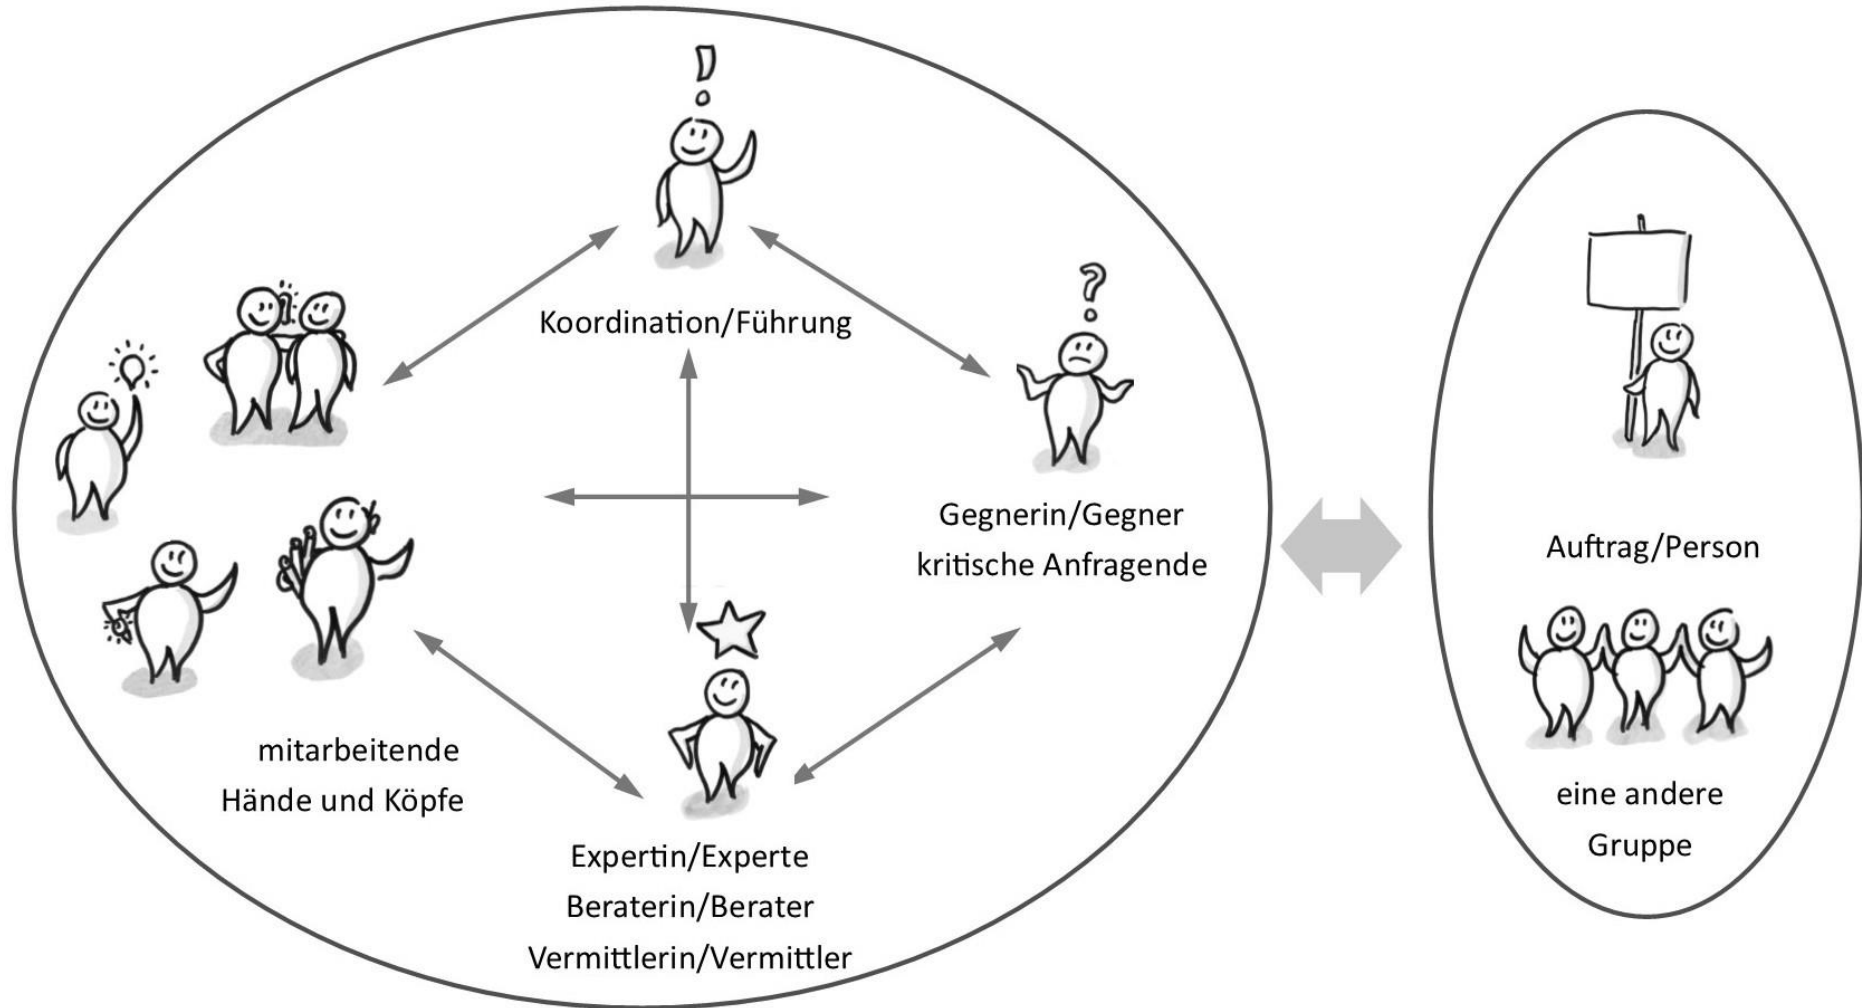 Koordination/Führung
Gegnerin/Gegner
kritische Anfragende
mitarbeitende
Hände und Köpfe
Expertin/Experte
Beraterin/Berater
Vermittlerin/Vermittler
Auftrag/Person
eine andere
Gruppe